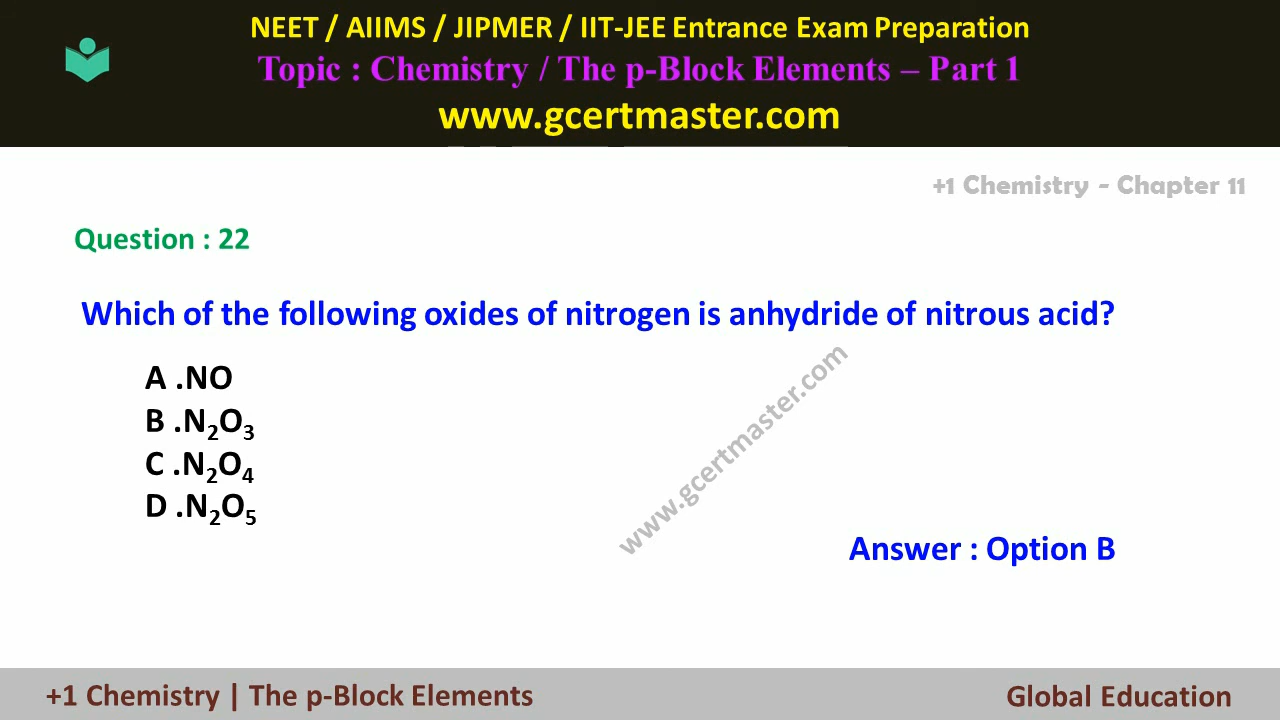 NEET / AIIMS / JIPMER / IIT-JEE Entrance Exam Preparation
Topic : Chemistry / The p-Block Elements – Part 1
www.gcertmaster.com
+1 Chemistry - Chapter 11
Question : 22
Which of the following oxides of nitrogen is anhydride of nitrous acid?
A .NO
B .N₂O₃
C .N₂O₄
D .N₂O₅
www.gcertmaster.com
Answer : Option B
+1 Chemistry | The p-Block Elements
Global Education